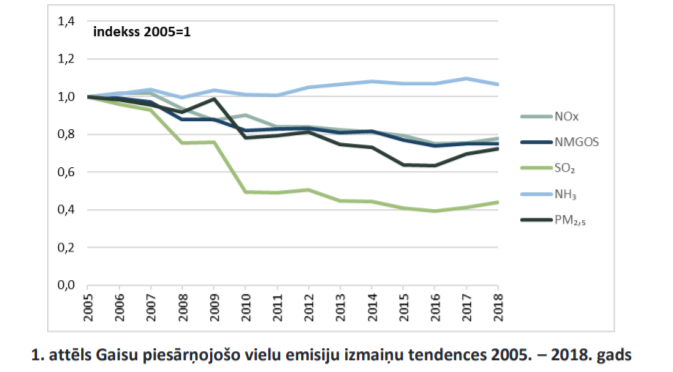 1,4
indekss 2005=1
1,2
1,0
0,8
0,6
0,4
0,2
0,0
NOx
NMGOS
SO₂
NH₃
PM₂,₅
2005 2006 2007 2008 2009 2010 2011 2012 2013 2014 2015 2016 2017 2018
1. attēls Gaisu piesārņojošo vielu emisiju izmaiņu tendences 2005. – 2018. gads